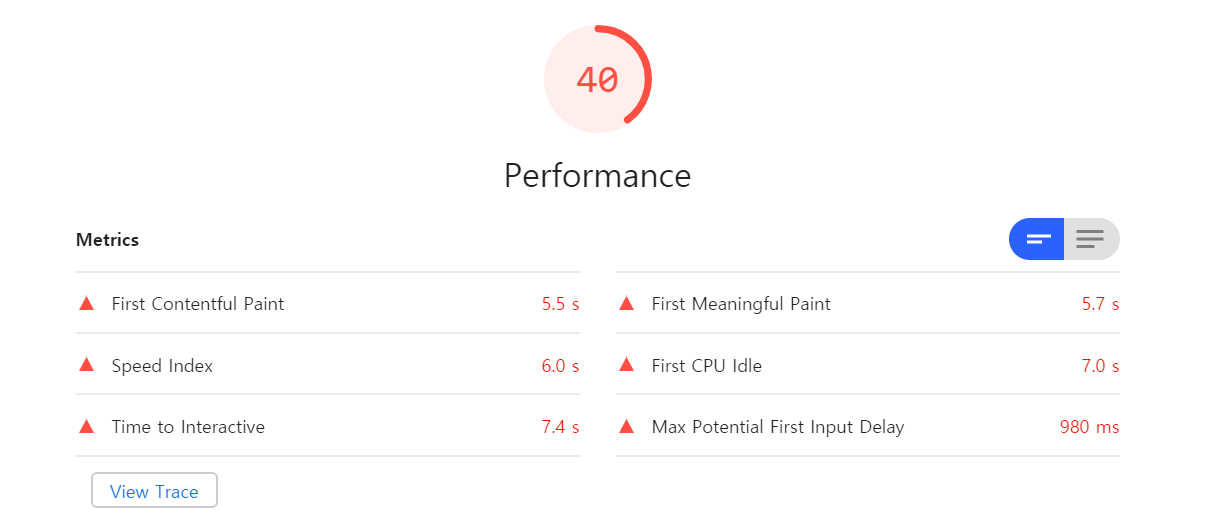 40
Performance
Metrics
First Contentful Paint 5.5 s
First Meaningful Paint 5.7 s
Speed Index 6.0 s
First CPU Idle 7.0 s
Time to Interactive 7.4 s
Max Potential First Input Delay 980 ms
View Trace